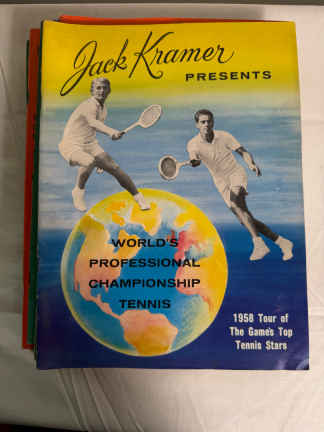 Jack Kramer
PRESENTS
WORLD'S
PROFESSIONAL
CHAMPIONSHIP
TENNIS
1958 Tour of
The Game's Top
Tennis Stars